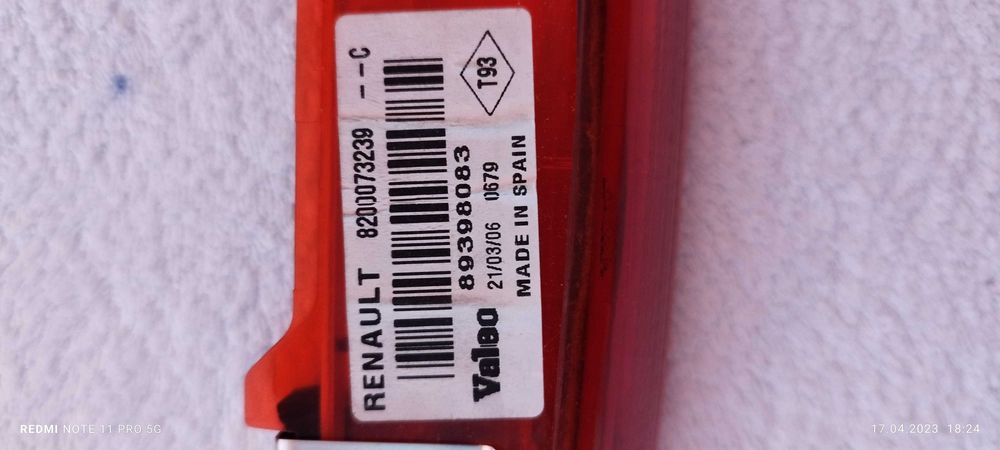 RENAULT 8200073239 --C
89398083
Valeo 21/03/06 0679
MADE IN SPAIN
T93
REDMI NOTE 11 PRO 5G
17.04.2023 18:24